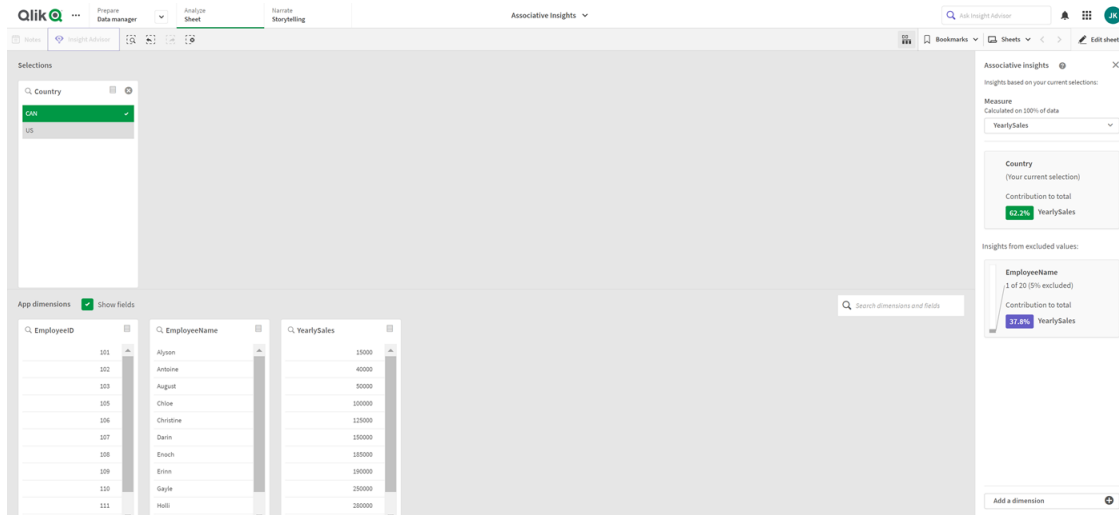 Qlik
Prepare
Data manager
Analyze
Sheet
Narrate
Storytelling
Associative Insights
Ask Insight Advisor
JK
Notes
Insight Advisor
Bookmarks
Sheets
Edit sheet
Selections
Country
CAN
US
App dimensions
Show fields
Search dimensions and fields
EmployeeID
101
102
103
105
106
107
108
109
110
111
EmployeeName
Alyson
Antoine
August
Chloe
Christine
Darin
Enoch
Erinn
Gayle
Holli
YearlySales
15000
40000
50000
100000
125000
150000
185000
190000
250000
280000
Associative insights
Insights based on your current selections:
Measure
Calculated on 100% of data
YearlySales
Country
(Your current selection)
Contribution to total
62.2% YearlySales
Insights from excluded values:
EmployeeName
1 of 20 (5% excluded)
Contribution to total
37.8% YearlySales
Add a dimension